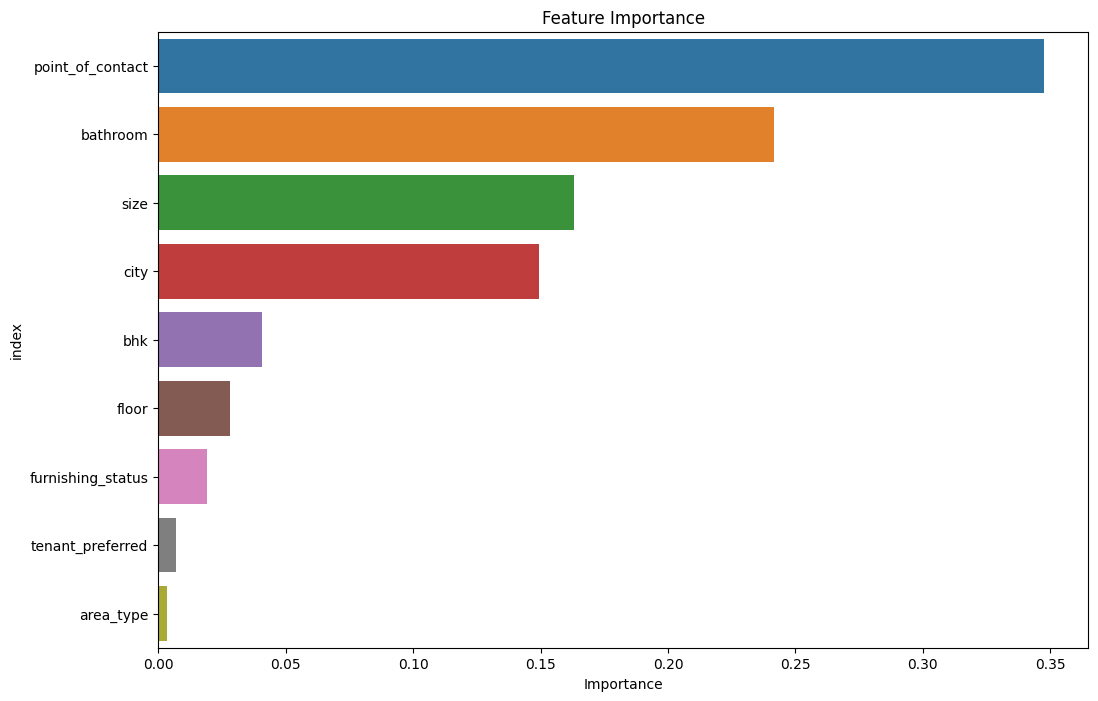 Feature Importance
point_of_contact
bathroom
size
city
bhk
floor
furnishing_status
tenant_preferred
area_type
index
0.00 0.05 0.10 0.15 0.20 0.25 0.30 0.35
Importance